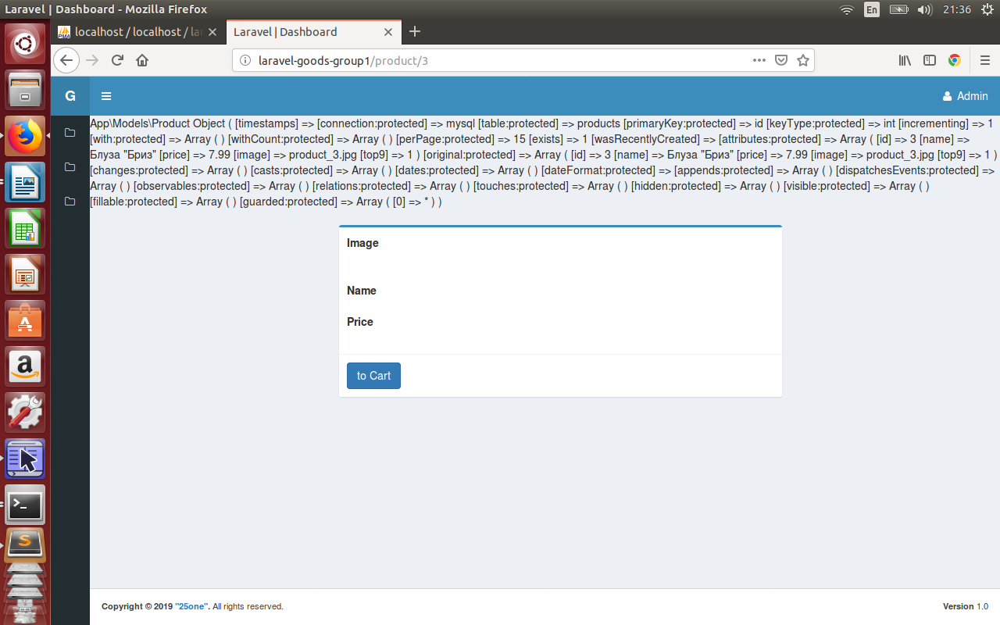 Laravel | Dashboard - Mozilla Firefox
En
21:36
localhost / localhost / la
Laravel | Dashboard
laravel-goods-group1/product/3
G
Admin
App\Models\Product Object ( [timestamps] => [connection:protected] => mysql [table:protected] => products [primaryKey:protected] => id [keyType:protected] => int [incrementing] => 1
[with:protected] => Array ( ) [withCount:protected] => Array ( ) [perPage:protected] => 15 [exists] => 1 [wasRecentlyCreated] => [attributes:protected] => Array ( [id] => 3 [name] =>
Блуза "Бриз" [price] => 7.99 [image] => product_3.jpg [top9] => 1 ) [original:protected] => Array ( [id] => 3 [name] => Блуза "Бриз" [price] => 7.99 [image] => product_3.jpg [top9] => 1 )
[changes:protected] => Array ( ) [casts:protected] => Array ( ) [dates:protected] => Array ( ) [dateFormat:protected] => [appends:protected] => Array ( ) [dispatchesEvents:protected] =>
Array ( ) [observables:protected] => Array ( ) [relations:protected] => Array ( ) [touches:protected] => Array ( ) [hidden:protected] => Array ( ) [visible:protected] => Array ( )
[fillable:protected] => Array ( ) [guarded:protected] => Array ( [0] => * ) )
Image
Name
Price
to Cart
Copyright © 2019 "25one". All rights reserved.
Version 1.0